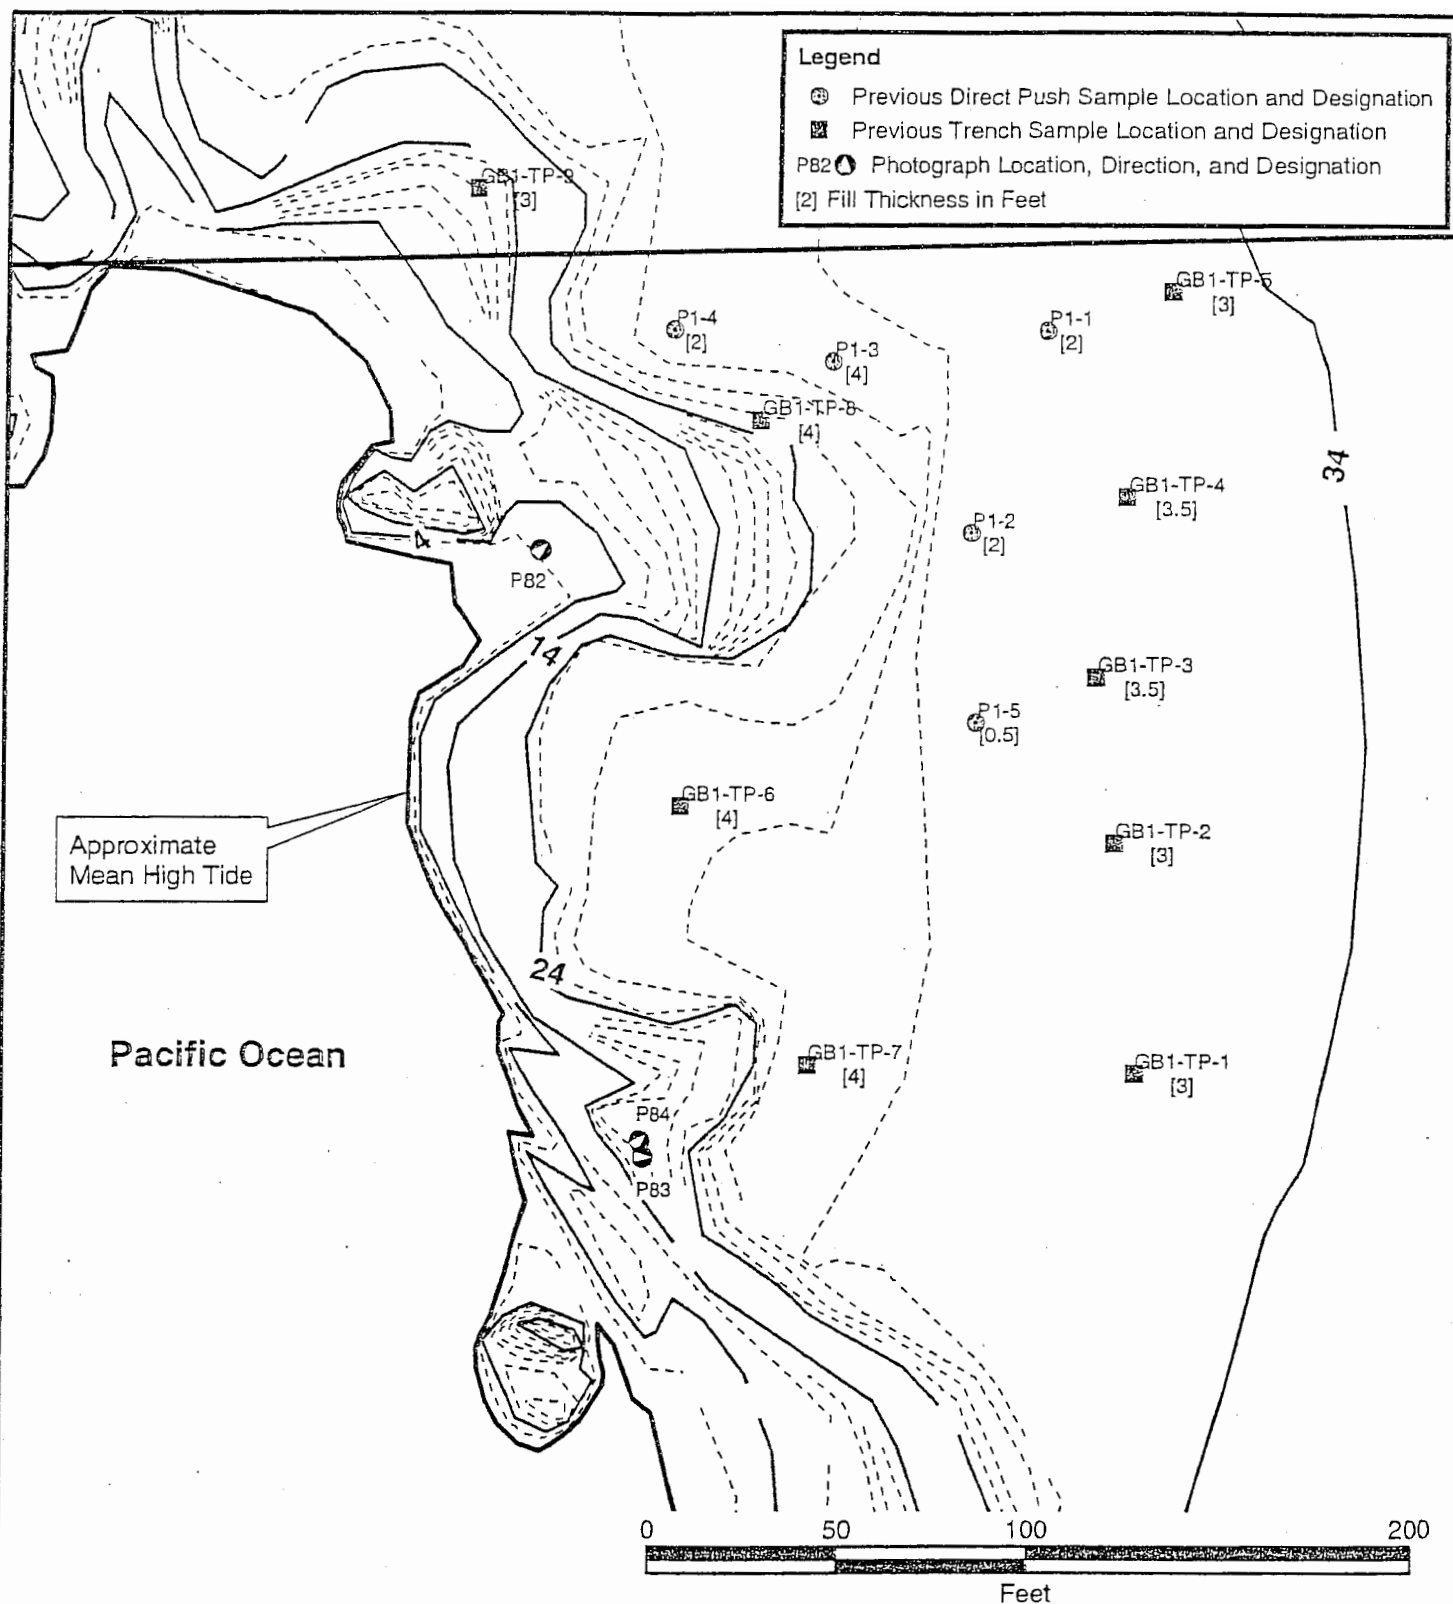 Legend
Previous Direct Push Sample Location and Designation
Previous Trench Sample Location and Designation
P82 Photograph Location, Direction, and Designation
[2] Fill Thickness in Feet
GB1-TP-9
[3]
GB1-TP-5
[3]
P1-4
[2]
P1-1
[2]
P1-3
[4]
GB1-TP-8
[4]
34
GB1-TP-4
[3.5]
P1-2
[2]
4
P82
14
GB1-TP-3
[3.5]
P1-5
[0.5]
GB1-TP-6
[4]
GB1-TP-2
[3]
Approximate
Mean High Tide
24
Pacific Ocean
GB1-TP-7
[4]
GB1-TP-1
[3]
P84
P83
0 50 100 200
Feet